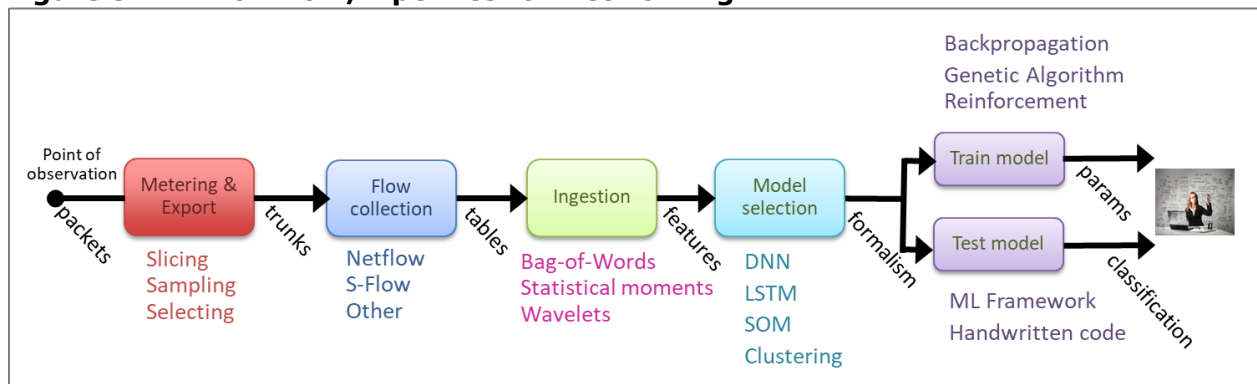 Point of
observation
packets
Metering &
Export
trunks
Flow
collection
tables
Ingestion
features
Model
selection
formalism
Train model
params
Test model
classification
Backpropagation
Genetic Algorithm
Reinforcement
Slicing
Sampling
Selecting
Netflow
S-Flow
Other
Bag-of-Words
Statistical moments
Wavelets
DNN
LSTM
SOM
Clustering
ML Framework
Handwritten code